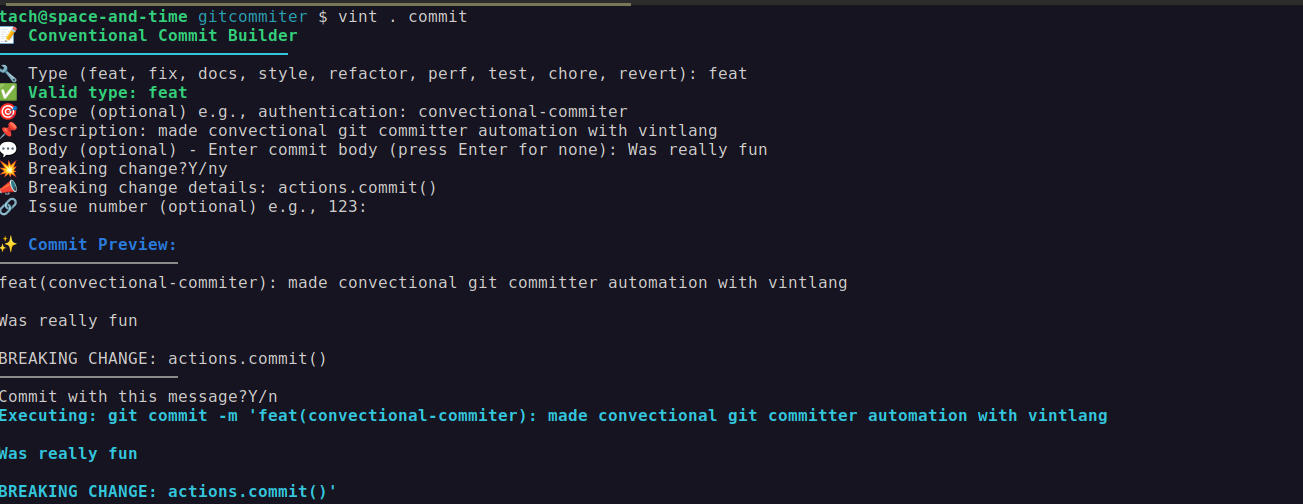 tach@space-and-time gitcommiter $ vint . commit
📝 Conventional Commit Builder
🔧 Type (feat, fix, docs, style, refactor, perf, test, chore, revert): feat
✅ Valid type: feat
🎯 Scope (optional) e.g., authentication: convectional-commiter
📌 Description: made convectional git committer automation with vintlang
💬 Body (optional) - Enter commit body (press Enter for none): Was really fun
💥 Breaking change?Y/ny
📣 Breaking change details: actions.commit()
🔗 Issue number (optional) e.g., 123:
✨ Commit Preview:
feat(convectional-commiter): made convectional git committer automation with vintlang
Was really fun
BREAKING CHANGE: actions.commit()
Commit with this message?Y/n
Executing: git commit -m 'feat(convectional-commiter): made convectional git committer automation with vintlang
Was really fun
BREAKING CHANGE: actions.commit()'